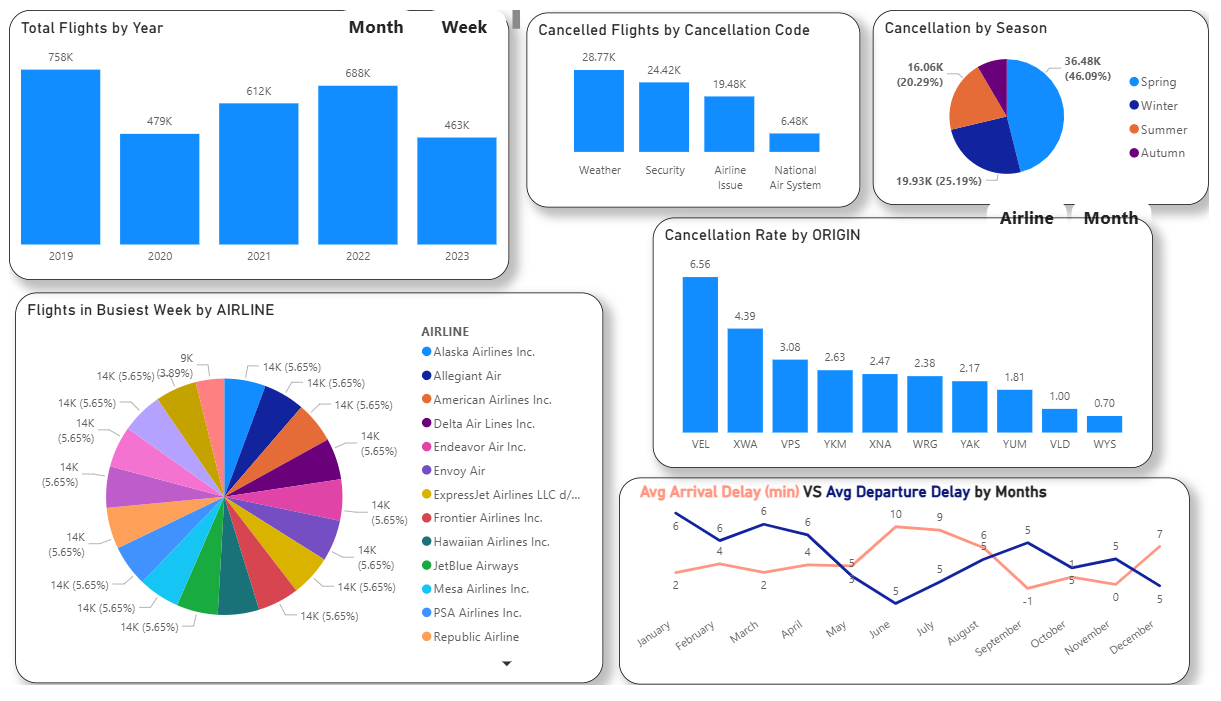 Total Flights by Year
Month
Week
758K
479K
612K
688K
463K
2019
2020
2021
2022
2023
Cancelled Flights by Cancellation Code
28.77K
24.42K
19.48K
6.48K
Weather
Security
Airline
Issue
National
Air System
Cancellation by Season
36.48K
(46.09%)
16.06K
(20.29%)
19.93K (25.19%)
Spring
Winter
Summer
Autumn
Airline
Month
Cancellation Rate by ORIGIN
6.56
4.39
3.08
2.63
2.47
2.38
2.17
1.81
1.00
0.70
VEL
XWA
VPS
YKM
XNA
WRG
YAK
YUM
VLD
WYS
Flights in Busiest Week by AIRLINE
9K
(3.89%)
14K (5.65%)
14K (5.65%)
14K (5.65%)
14K
(5.65%)
14K
(5.65%)
14K
(5.65%)
14K (5.65%)
14K (5.65%)
14K (5.65%)
14K (5.65%)
14K (5.65%)
14K
(5.65%)
14K
(5.65%)
14K
(5.65%)
14K (5.65%)
14K (5.65%)
AIRLINE
Alaska Airlines Inc.
Allegiant Air
American Airlines Inc.
Delta Air Lines Inc.
Endeavor Air Inc.
Envoy Air
ExpressJet Airlines LLC d/...
Frontier Airlines Inc.
Hawaiian Airlines Inc.
JetBlue Airways
Mesa Airlines Inc.
PSA Airlines Inc.
Republic Airline
Avg Arrival Delay (min) VS Avg Departure Delay by Months
6
6
6
6
5
5
5
5
5
5
5
5
2
4
2
4
5
10
9
6
-1
1
0
7
January
February
March
April
May
June
July
August
September
October
November
December